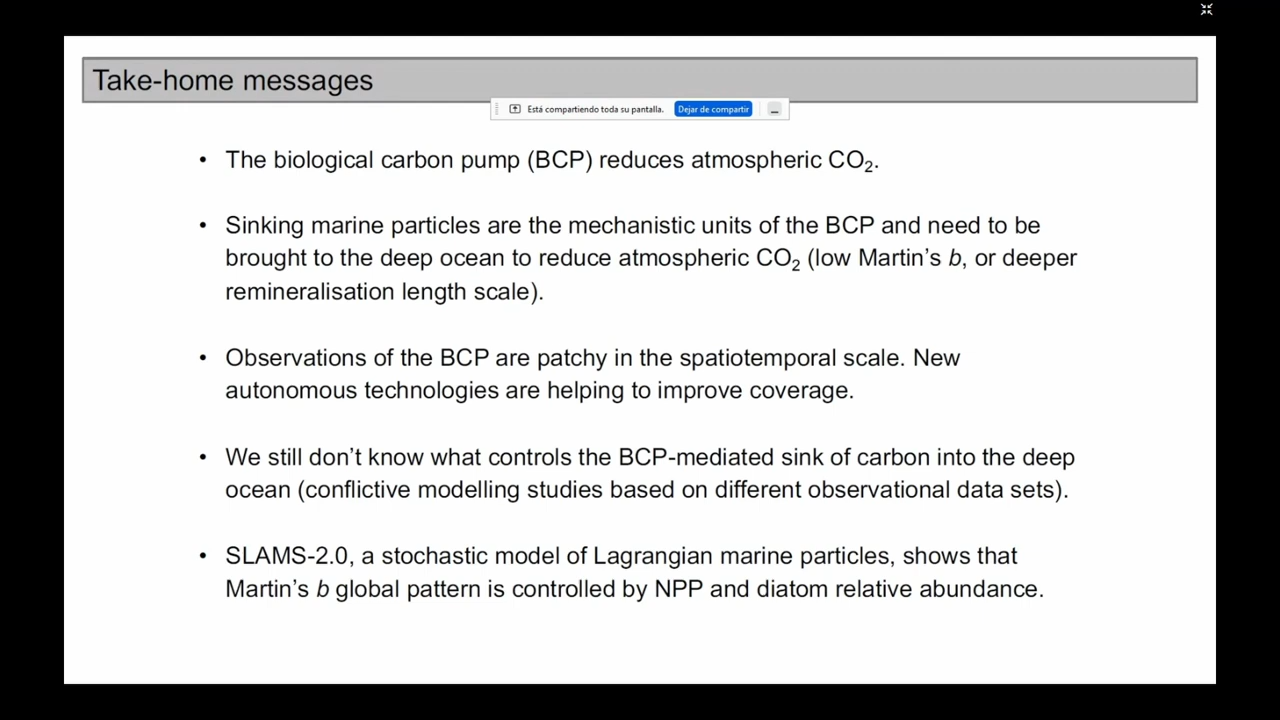 Take-home messages
Está compartiendo toda su pantalla. Dejar de compartir
• The biological carbon pump (BCP) reduces atmospheric CO₂.
• Sinking marine particles are the mechanistic units of the BCP and need to be
brought to the deep ocean to reduce atmospheric CO₂ (low Martin’s b, or deeper
remineralisation length scale).
• Observations of the BCP are patchy in the spatiotemporal scale. New
autonomous technologies are helping to improve coverage.
• We still don’t know what controls the BCP-mediated sink of carbon into the deep
ocean (conflictive modelling studies based on different observational data sets).
• SLAMS-2.0, a stochastic model of Lagrangian marine particles, shows that
Martin’s b global pattern is controlled by NPP and diatom relative abundance.